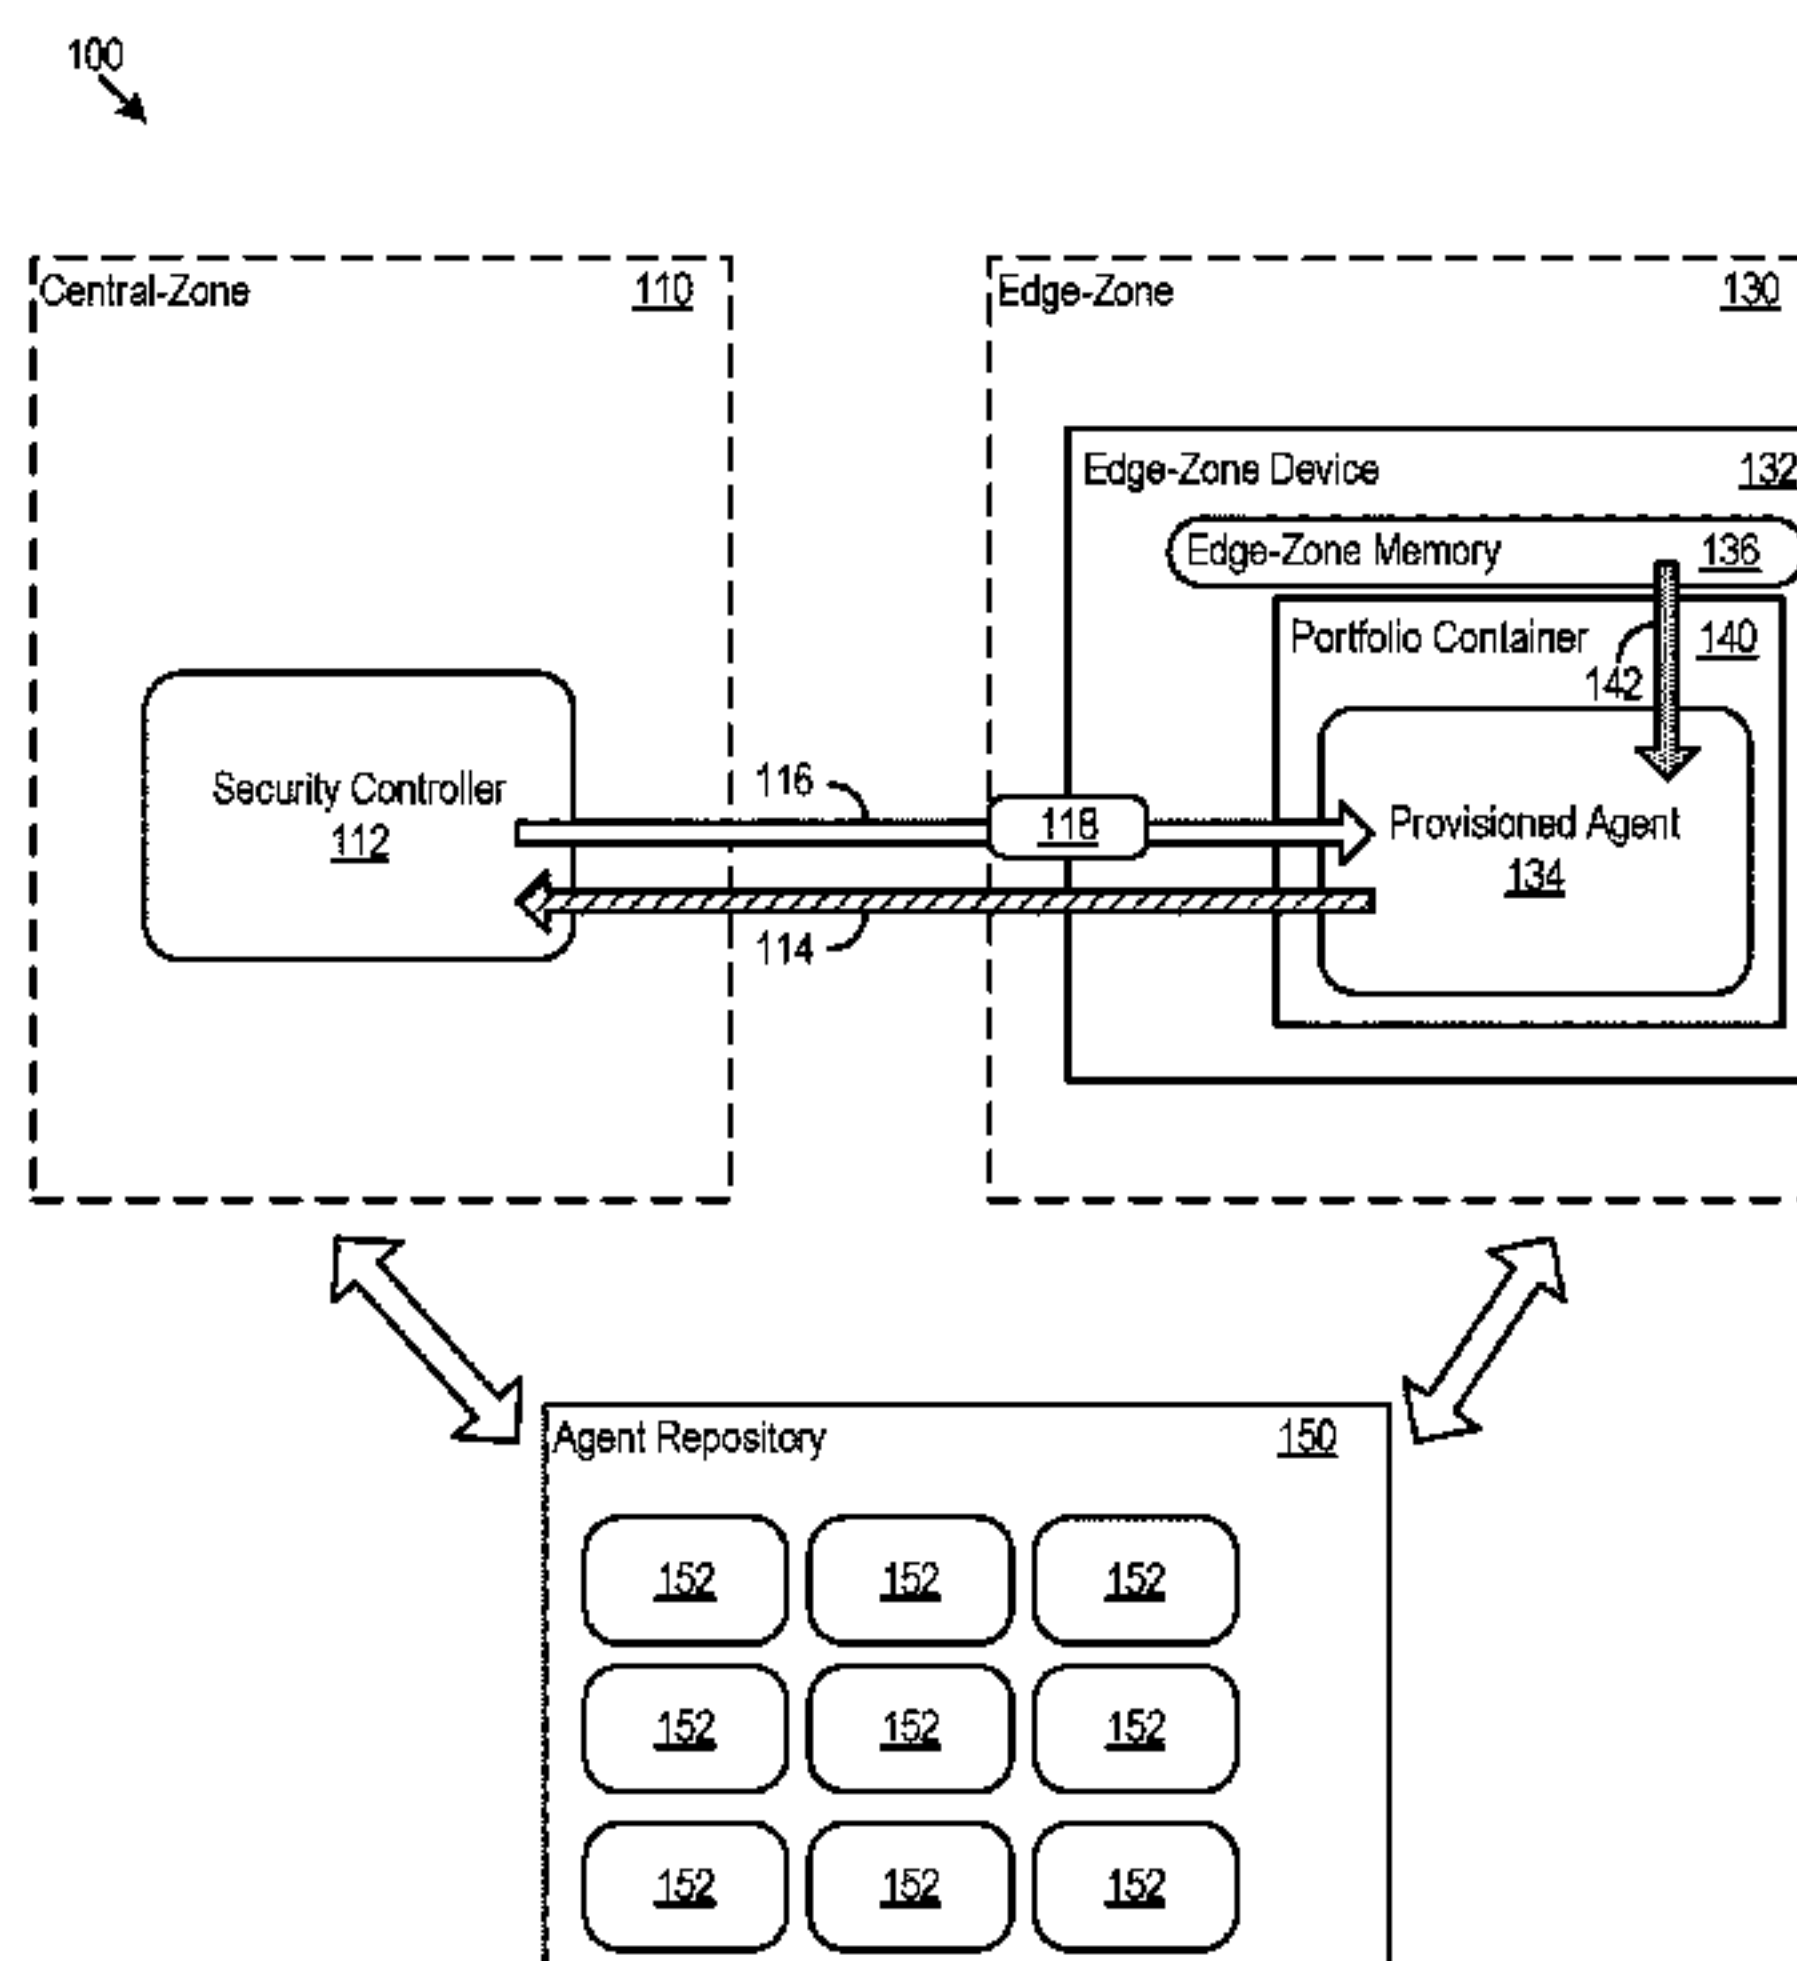 100
Central-Zone 110
Edge-Zone 130
Edge-Zone Device 132
Edge-Zone Memory 136
Portfolio Container 140
142
Security Controller
112
116
118
Provisioned Agent
134
114
Agent Repository 150
152 152 152
152 152 152
152 152 152